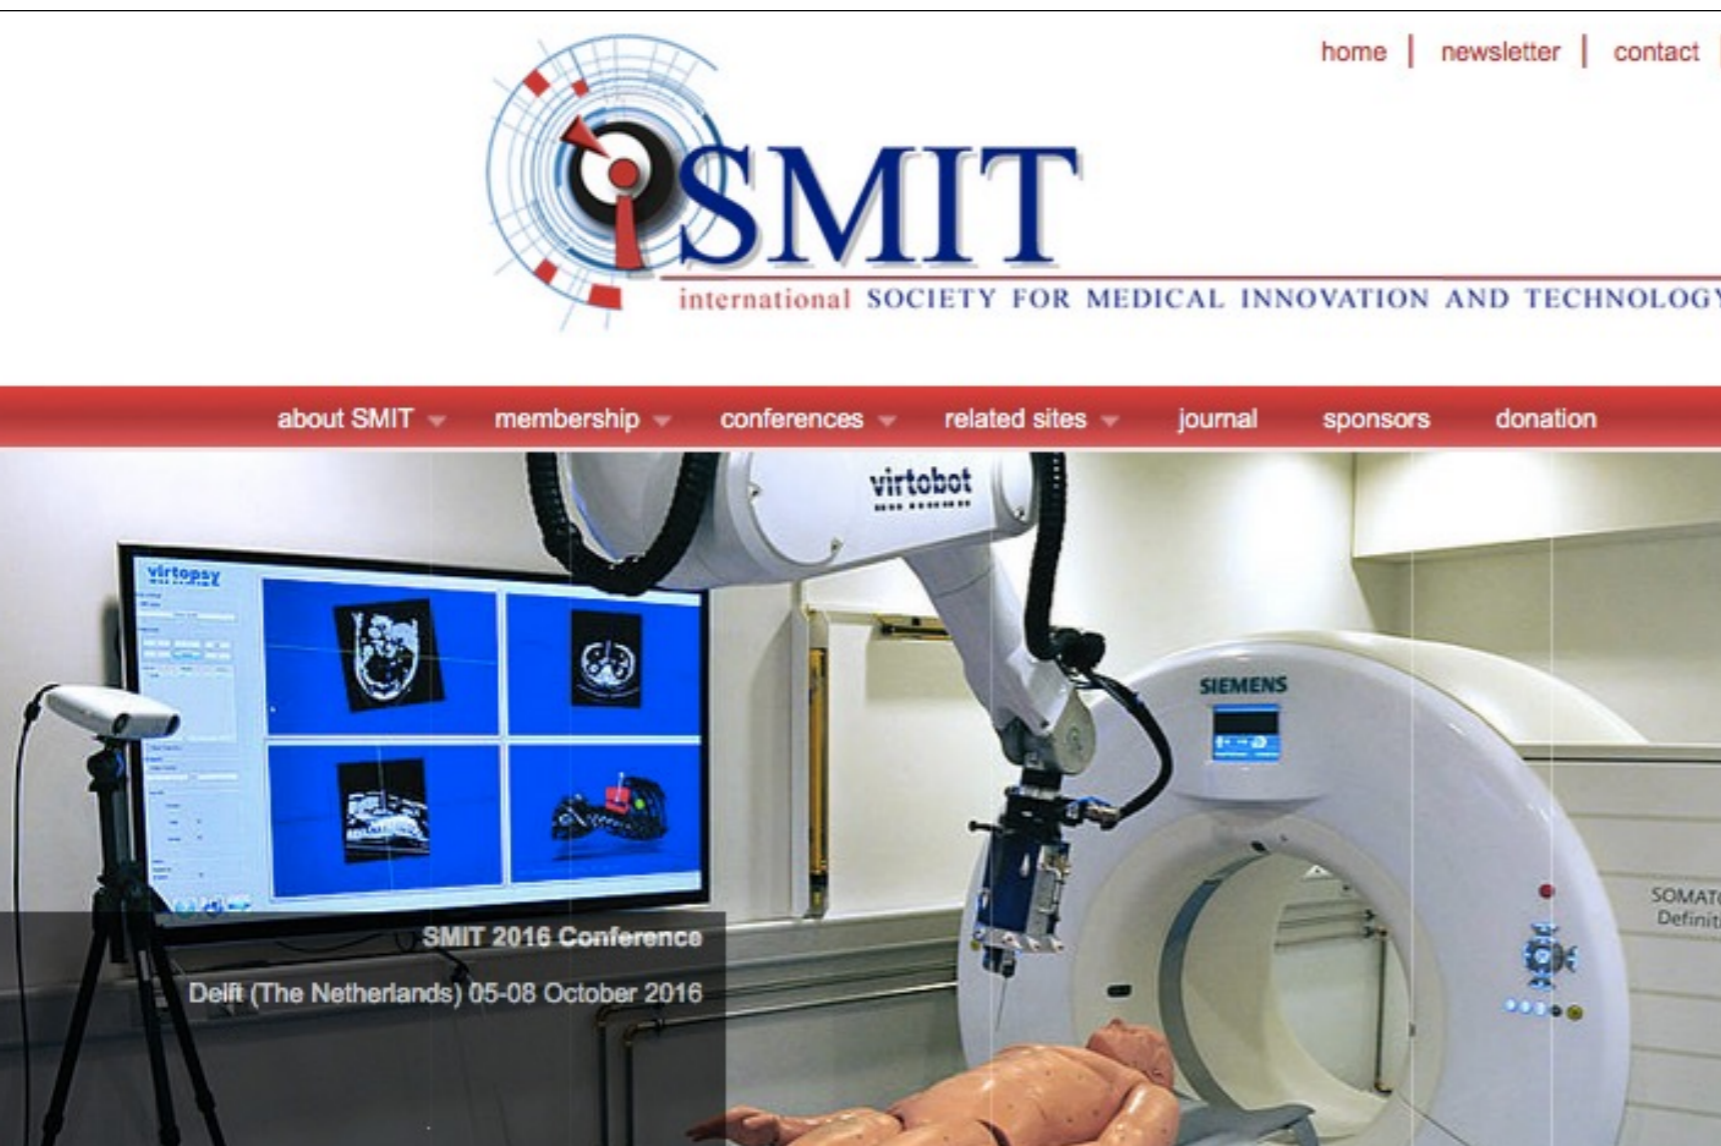 home | newsletter | contact
SMIT
international SOCIETY FOR MEDICAL INNOVATION AND TECHNOLOGY
about SMIT
membership
conferences
related sites
journal
sponsors
donation
virtobot
virtopsy
SIEMENS
SMIT 2016 Conference
Delft (The Netherlands) 05-08 October 2016